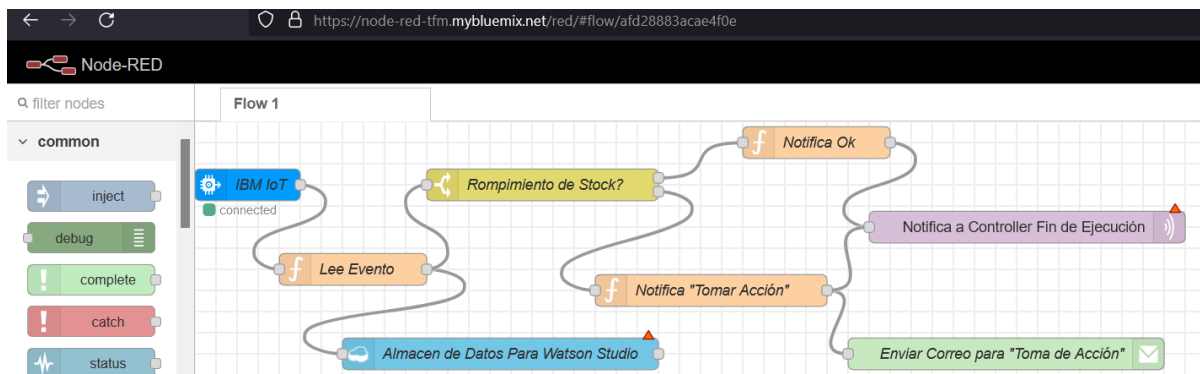 https://node-red-tfm.mybluemix.net/red/#flow/afd28883acae4f0e
Node-RED
filter nodes
Flow 1
common
inject
debug
complete
catch
status
IBM IoT
connected
Lee Evento
Rompimiento de Stock?
Notifica Ok
Notifica a Controller Fin de Ejecución
Notifica "Tomar Acción"
Almacen de Datos Para Watson Studio
Enviar Correo para "Toma de Acción"